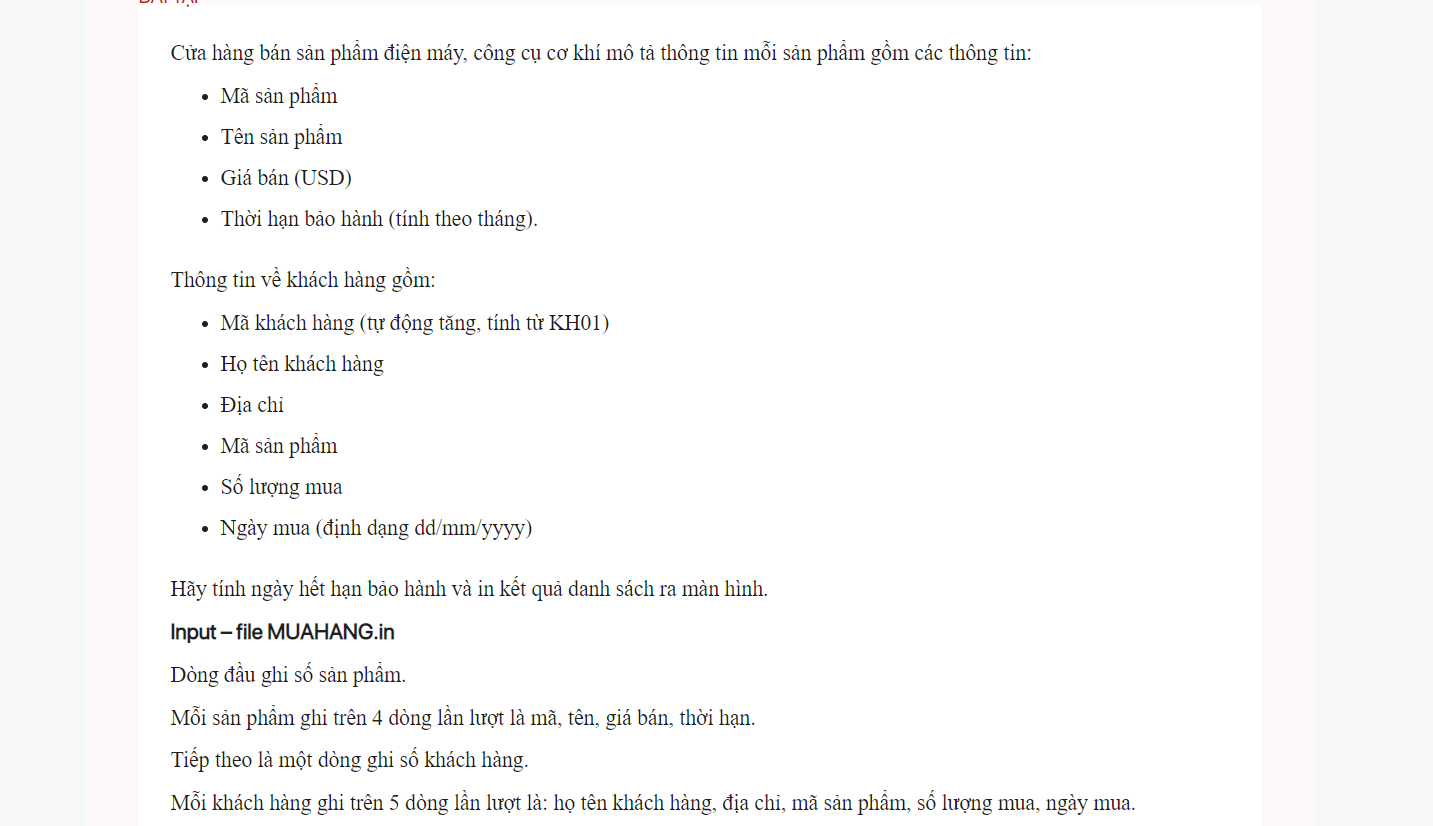 Cửa hàng bán sản phẩm điện máy, công cụ cơ khí mô tả thông tin mỗi sản phẩm gồm các thông tin:
• Mã sản phẩm
• Tên sản phẩm
• Giá bán (USD)
• Thời hạn bảo hành (tính theo tháng).
Thông tin về khách hàng gồm:
• Mã khách hàng (tự động tăng, tính từ KH01)
• Họ tên khách hàng
• Địa chỉ
• Mã sản phẩm
• Số lượng mua
• Ngày mua (định dạng dd/mm/yyyy)
Hãy tính ngày hết hạn bảo hành và in kết quả danh sách ra màn hình.
Input – file MUAHANG.in
Dòng đầu ghi số sản phẩm.
Mỗi sản phẩm ghi trên 4 dòng lần lượt là mã, tên, giá bán, thời hạn.
Tiếp theo là một dòng ghi số khách hàng.
Mỗi khách hàng ghi trên 5 dòng lần lượt là: họ tên khách hàng, địa chỉ, mã sản phẩm, số lượng mua, ngày mua.